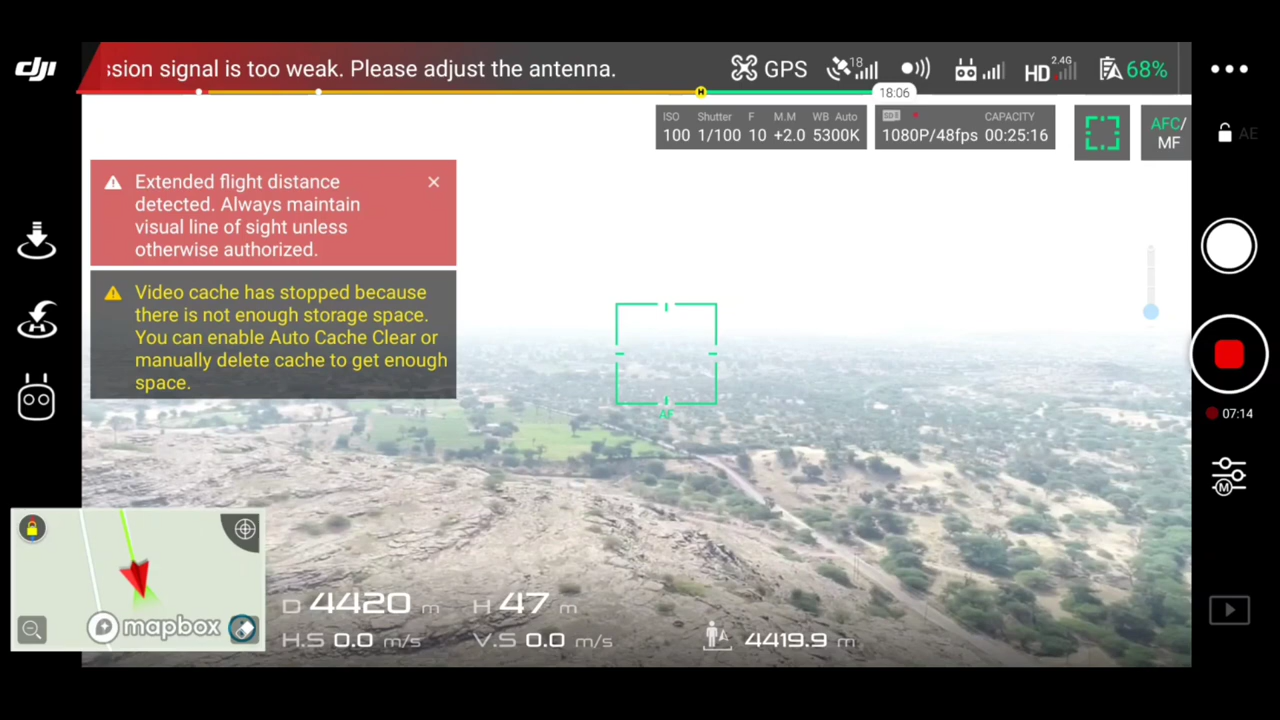 dji
ssion signal is too weak. Please adjust the antenna.
GPS
18
HD
2.4G
68%
H
18:06
ISO Shutter F M.M WB Auto
100 1/100 10 +2.0 5300K
CAPACITY
1080P/48fps 00:25:16
AFC/
MF
AE
Extended flight distance
detected. Always maintain
visual line of sight unless
otherwise authorized.
Video cache has stopped because
there is not enough storage space.
You can enable Auto Cache Clear or
manually delete cache to get enough
space.
AF
07:14
M
mapbox
D 4420 m H 47 m
H.S 0.0 m/s V.S 0.0 m/s
4419.9 m